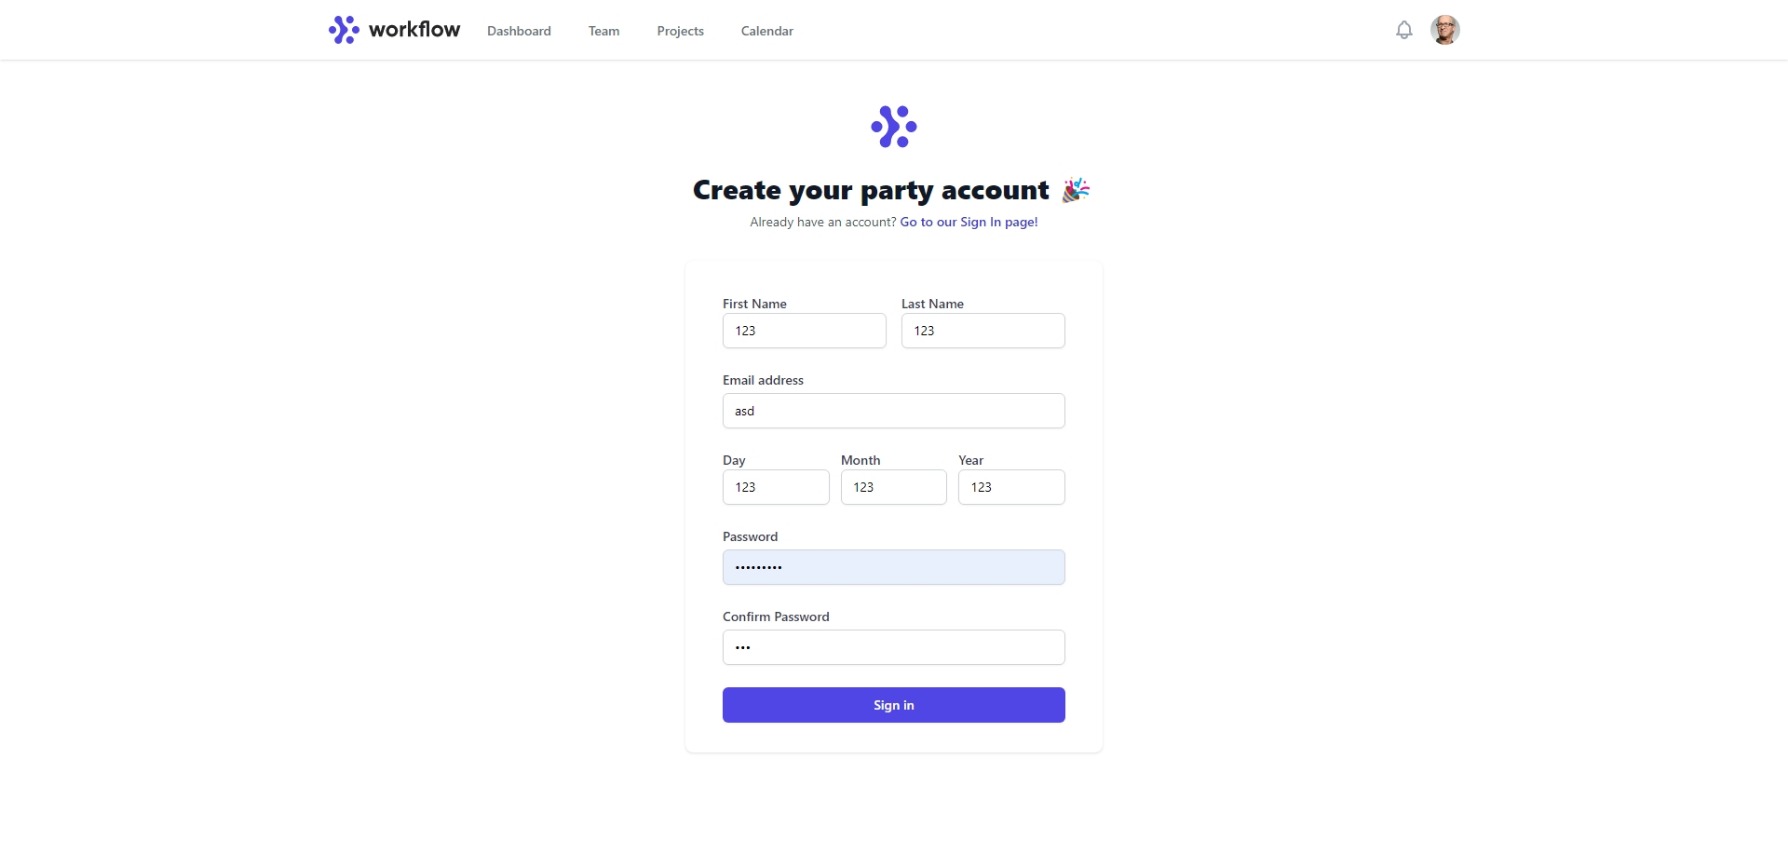 workflow Dashboard Team Projects Calendar
Create your party account 🎉
Already have an account? Go to our Sign In page!
First Name Last Name
123 123
Email address
asd
Day Month Year
123 123 123
Password
•••••••••
Confirm Password
•••
Sign in